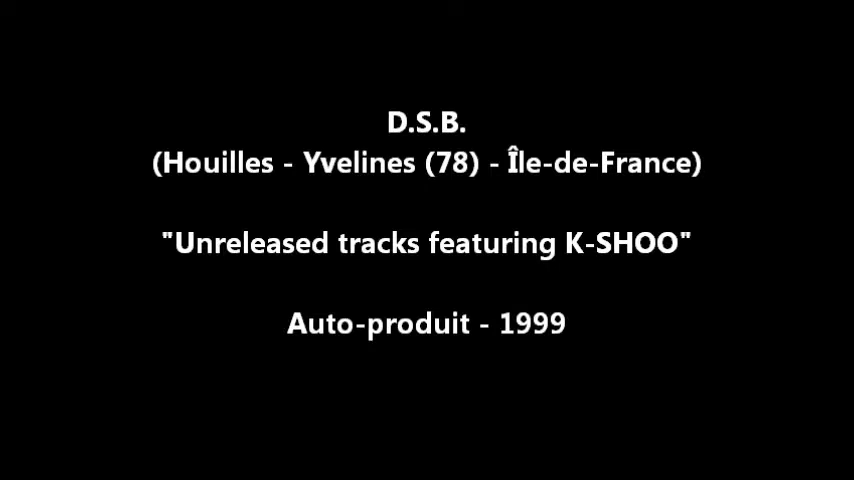 D.S.B.
(Houilles - Yvelines (78) - Île-de-France)
"Unreleased tracks featuring K-SHOO"
Auto-produit - 1999